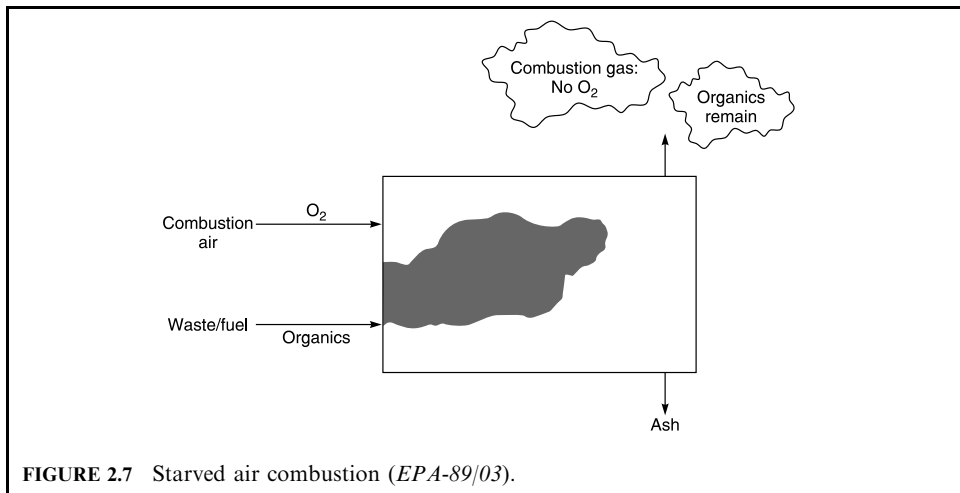 Combustion gas:
No O₂
Organics
remain
O₂
Combustion
air
Waste/fuel
Organics
Ash
FIGURE 2.7 Starved air combustion (EPA-89/03).